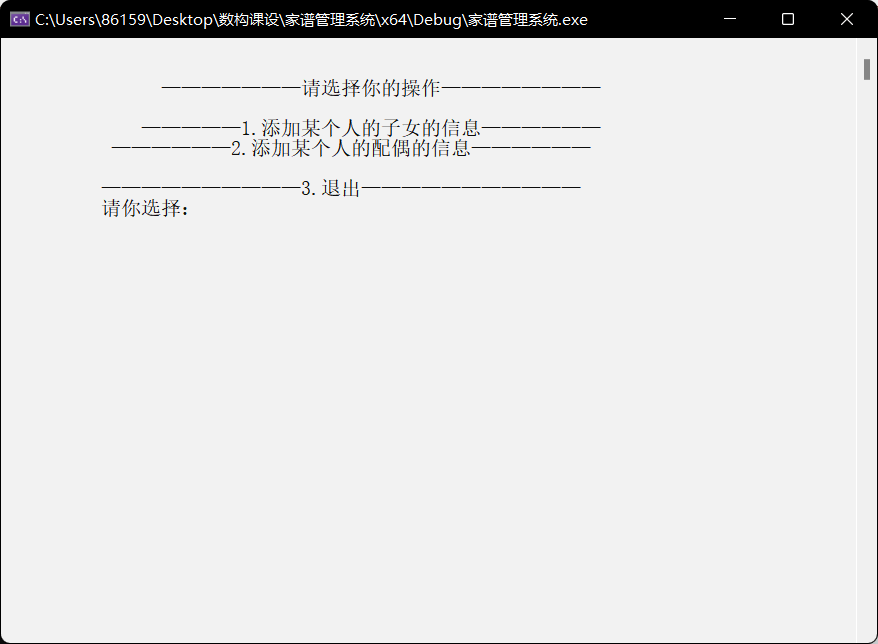 C:\Users\86159\Desktop\数构课设\家谱管理系统\x64\Debug\家谱管理系统.exe
———————请选择你的操作————————
—————1.添加某个人的子女的信息——————
——————2.添加某个人的配偶的信息——————
——————————3.退出———————————
请你选择：